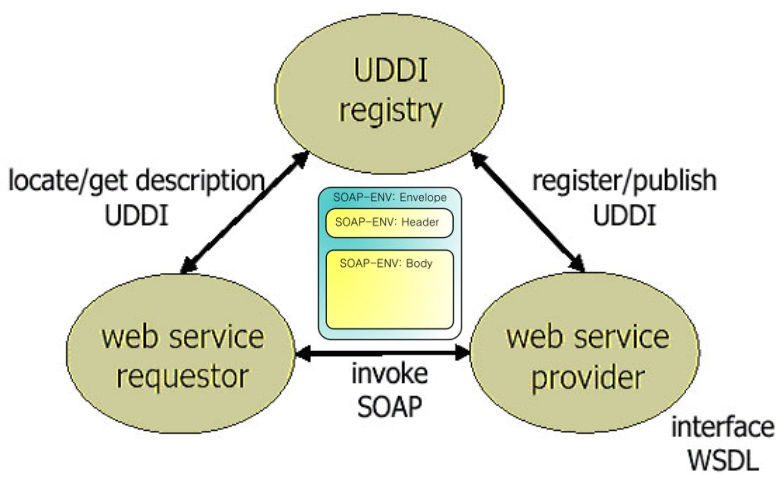 UDDI
registry
locate/get description
UDDI
register/publish
UDDI
SOAP-ENV: Envelope
SOAP-ENV: Header
SOAP-ENV: Body
web service
requestor
web service
provider
invoke
SOAP
interface
WSDL